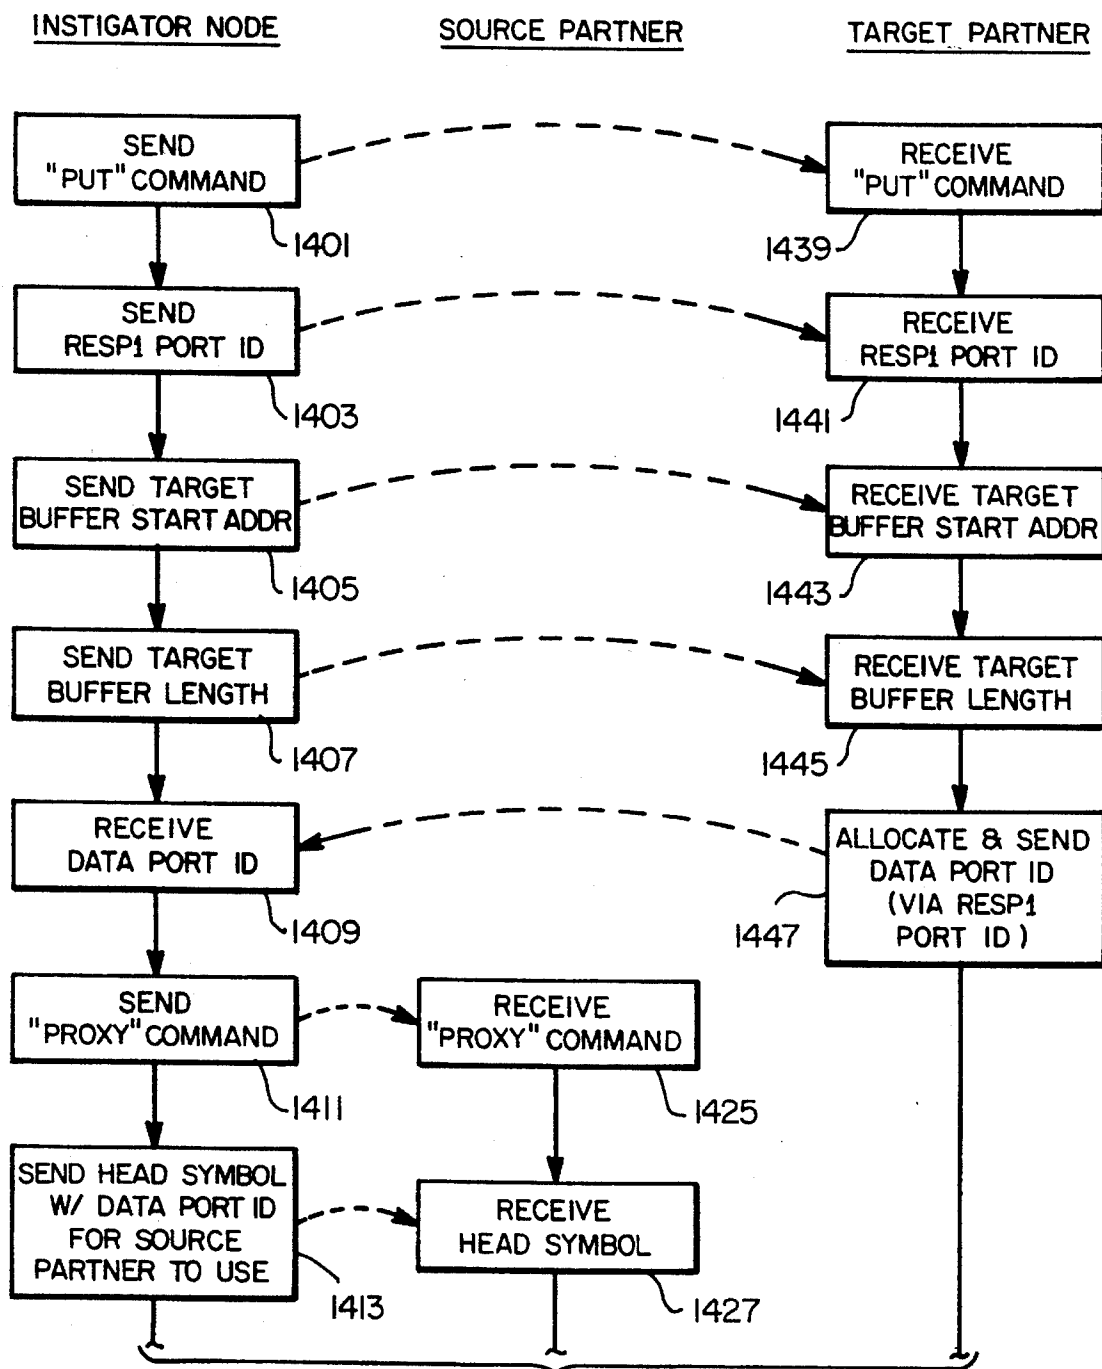 INSTIGATOR NODE
SOURCE PARTNER
TARGET PARTNER
SEND
"PUT" COMMAND
1401
RECEIVE
"PUT" COMMAND
1439
SEND
RESP1 PORT ID
1403
RECEIVE
RESP1 PORT ID
1441
SEND TARGET
BUFFER START ADDR
1405
RECEIVE TARGET
BUFFER START ADDR
1443
SEND TARGET
BUFFER LENGTH
1407
RECEIVE TARGET
BUFFER LENGTH
1445
RECEIVE
DATA PORT ID
1409
ALLOCATE & SEND
DATA PORT ID
(VIA RESP1
PORT ID)
1447
SEND
"PROXY" COMMAND
1411
RECEIVE
"PROXY" COMMAND
1425
SEND HEAD SYMBOL
W/ DATA PORT ID
FOR SOURCE
PARTNER TO USE
1413
RECEIVE
HEAD SYMBOL
1427